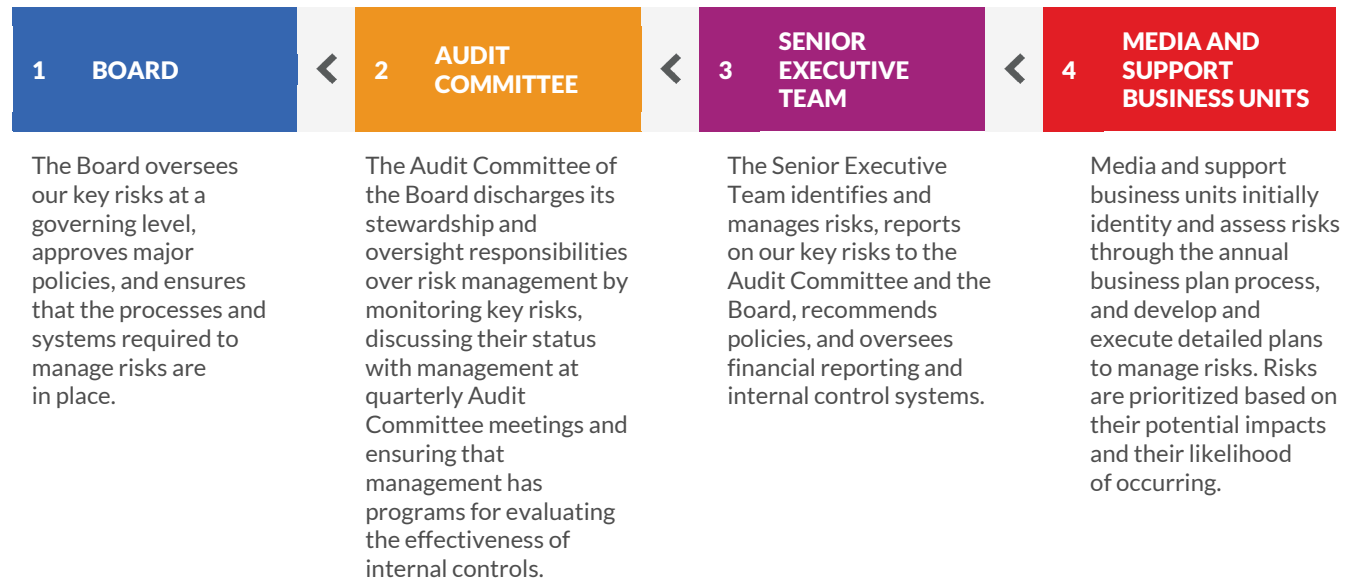 1 BOARD
The Board oversees
our key risks at a
governing level,
approves major
policies, and ensures
that the processes and
systems required to
manage risks are
in place.
2 AUDIT
COMMITTEE
The Audit Committee of
the Board discharges its
stewardship and
oversight responsibilities
over risk management by
monitoring key risks,
discussing their status
with management at
quarterly Audit
Committee meetings and
ensuring that
management has
programs for evaluating
the effectiveness of
internal controls.
3 SENIOR
EXECUTIVE
TEAM
The Senior Executive
Team identifies and
manages risks, reports
on our key risks to the
Audit Committee and the
Board, recommends
policies, and oversees
financial reporting and
internal control systems.
4 MEDIA AND
SUPPORT
BUSINESS UNITS
Media and support
business units initially
identity and assess risks
through the annual
business plan process,
and develop and
execute detailed plans
to manage risks. Risks
are prioritized based on
their potential impacts
and their likelihood
of occurring.